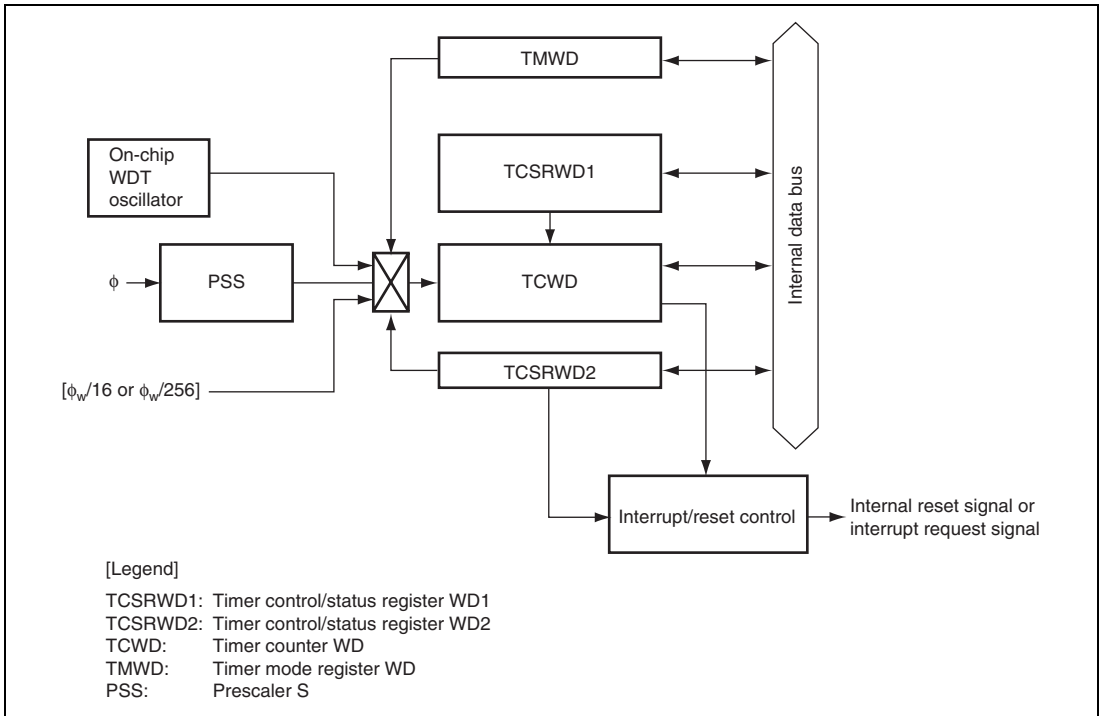 TMWD
On-chip
WDT
oscillator
TCSRWD1
Internal data bus
ϕ
PSS
TCWD
TCSRWD2
[ϕw/16 or ϕw/256]
Interrupt/reset control
Internal reset signal or
interrupt request signal
[Legend]
TCSRWD1: Timer control/status register WD1
TCSRWD2: Timer control/status register WD2
TCWD: Timer counter WD
TMWD: Timer mode register WD
PSS: Prescaler S